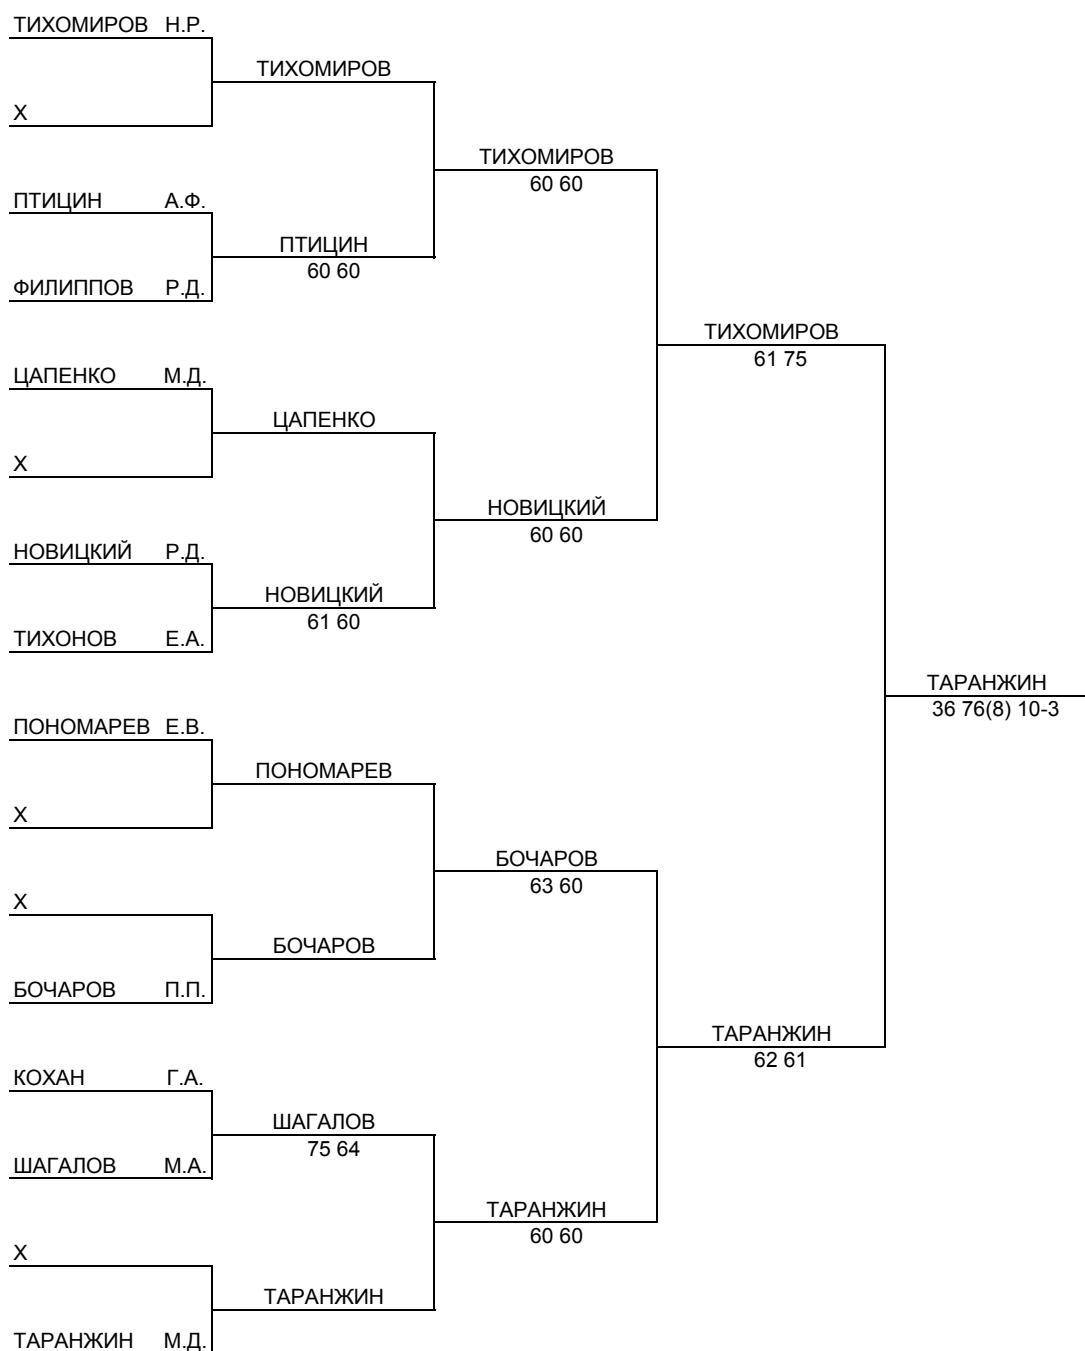 ТИХОМИРОВ Н.Р.
ТИХОМИРОВ
Х
ТИХОМИРОВ
60 60
ПТИЦИН А.Ф.
ПТИЦИН
60 60
ФИЛИППОВ Р.Д.
ТИХОМИРОВ
61 75
ЦАПЕНКО М.Д.
ЦАПЕНКО
Х
НОВИЦКИЙ
60 60
НОВИЦКИЙ Р.Д.
НОВИЦКИЙ
61 60
ТИХОНОВ Е.А.
ТАРАНЖИН
36 76(8) 10-3
ПОНОМАРЕВ Е.В.
ПОНОМАРЕВ
Х
БОЧАРОВ
63 60
Х
БОЧАРОВ
БОЧАРОВ П.П.
ТАРАНЖИН
62 61
КОХАН Г.А.
ШАГАЛОВ
75 64
ШАГАЛОВ М.А.
ТАРАНЖИН
60 60
Х
ТАРАНЖИН
ТАРАНЖИН М.Д.